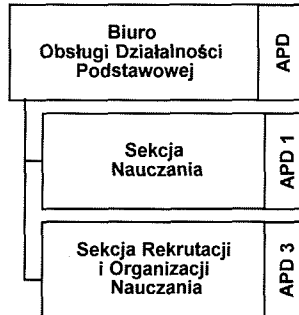 Biuro
Obsługi Działalności
Podstawowej
APD
Sekcja
Nauczania
APD 1
Sekcja Rekrutacji
i Organizacji
Nauczania
APD 3